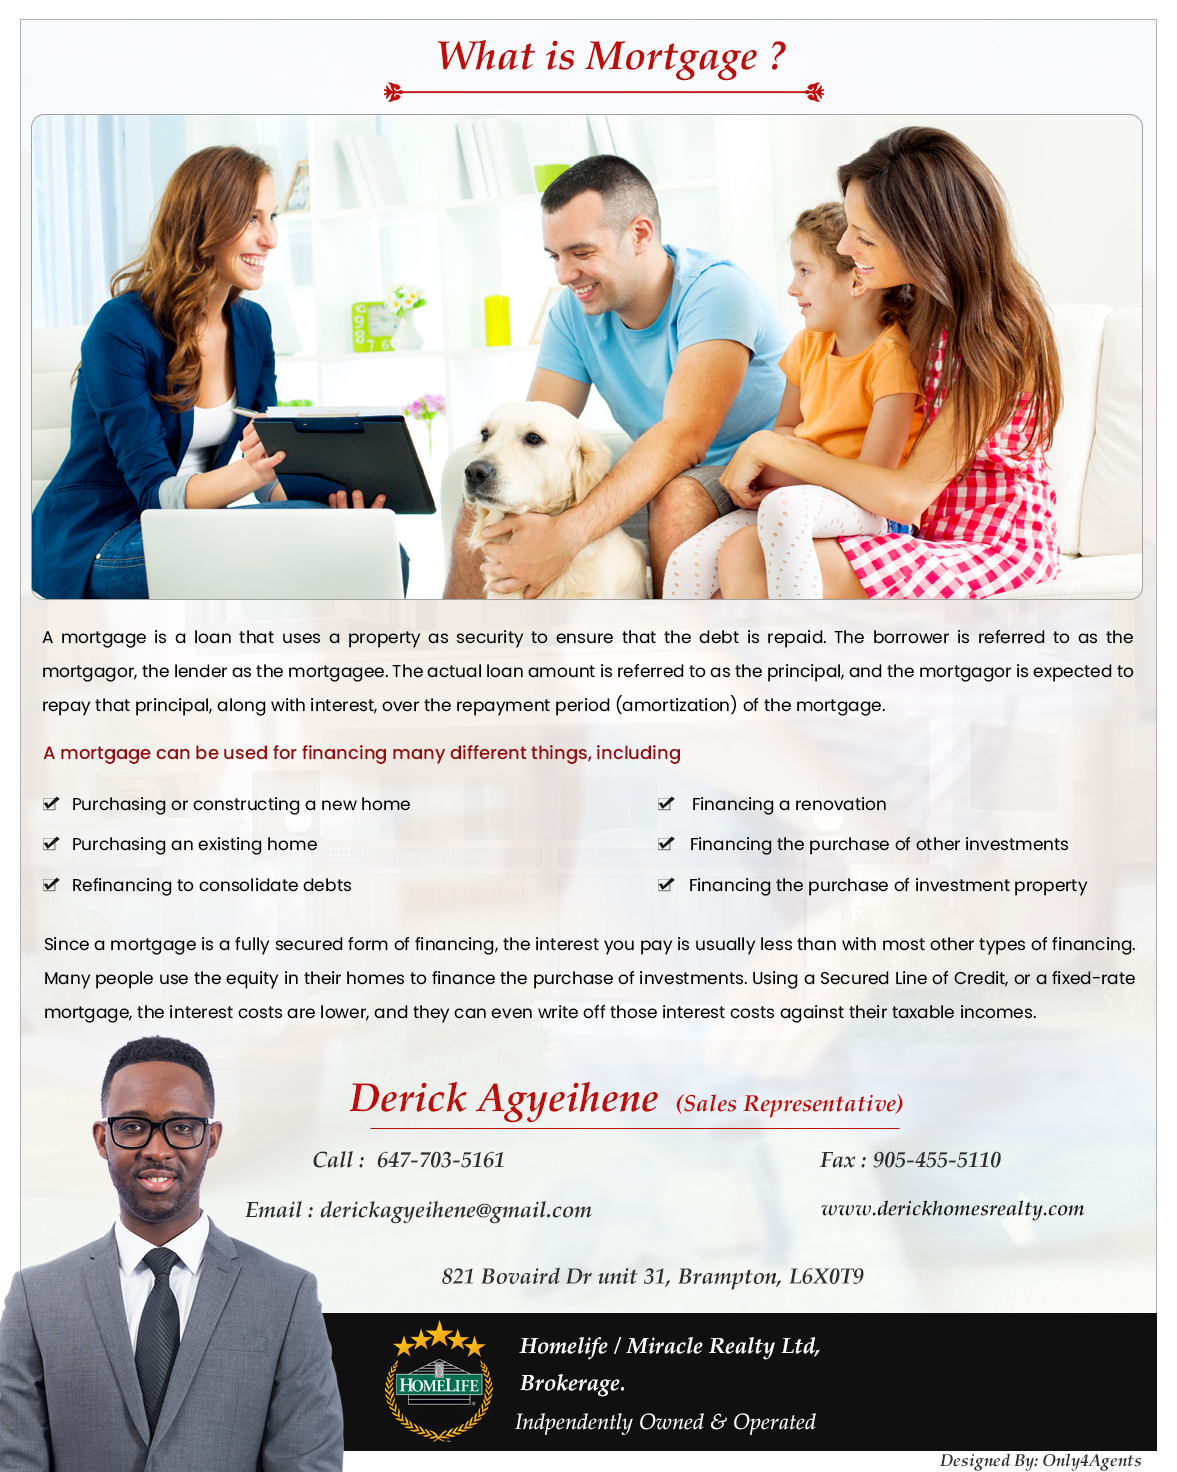 What is Mortgage ?
A mortgage is a loan that uses a property as security to ensure that the debt is repaid. The borrower is referred to as the
mortgagor, the lender as the mortgagee. The actual loan amount is referred to as the principal, and the mortgagor is expected to
repay that principal, along with interest, over the repayment period (amortization) of the mortgage.
A mortgage can be used for financing many different things, including
Purchasing or constructing a new home
Purchasing an existing home
Refinancing to consolidate debts
Financing a renovation
Financing the purchase of other investments
Financing the purchase of investment property
Since a mortgage is a fully secured form of financing, the interest you pay is usually less than with most other types of financing.
Many people use the equity in their homes to finance the purchase of investments. Using a Secured Line of Credit, or a fixed-rate
mortgage, the interest costs are lower, and they can even write off those interest costs against their taxable incomes.
Derick Agyeihene (Sales Representative)
Call : 647-703-5161
Fax : 905-455-5110
Email : derickagyeihene@gmail.com
www.derickhomesrealty.com
821 Bovaird Dr unit 31, Brampton, L6X0T9
HOMELIFE
Homelife / Miracle Realty Ltd,
Brokerage.
Indpendently Owned & Operated
Designed By: Only4Agents